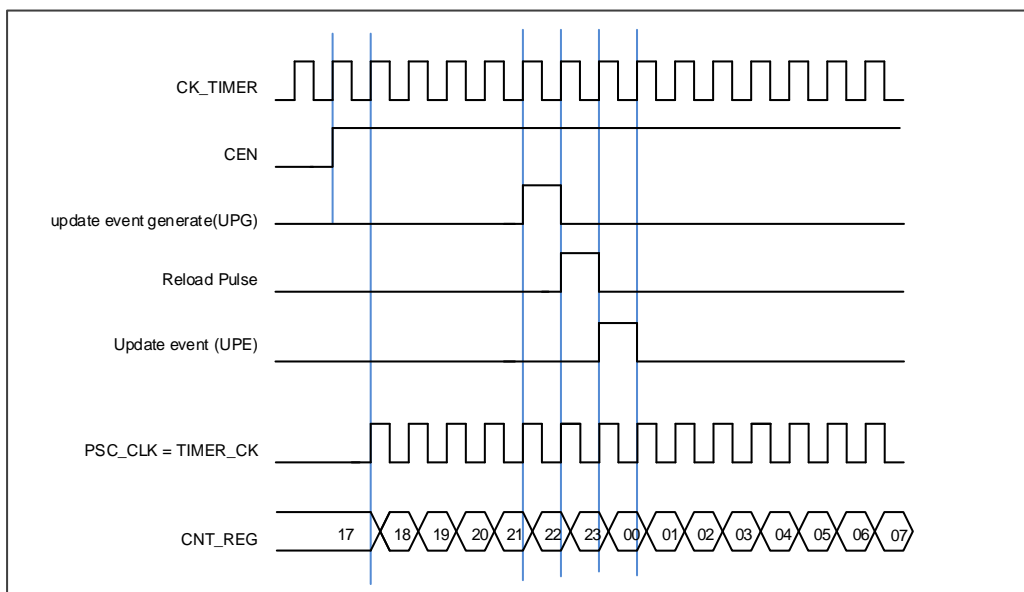 CK_TIMER
CEN
update event generate(UPG)
Reload Pulse
Update event (UPE)
PSC_CLK = TIMER_CK
CNT_REG 17 18 19 20 21 22 23 00 01 02 03 04 05 06 07